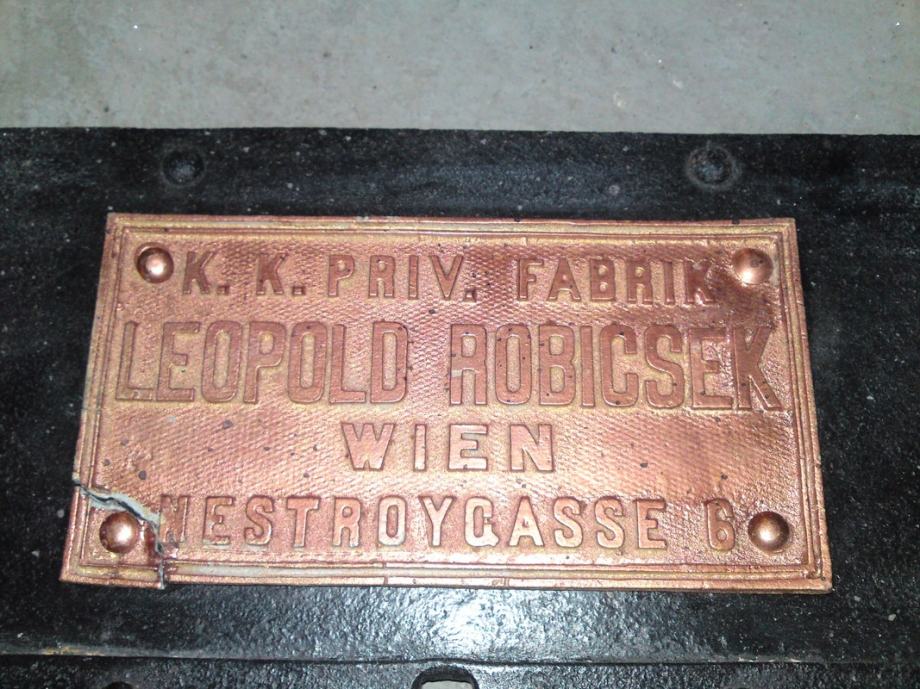 K. K. PRIV. FABRIK
LEOPOLD ROBICSEK
WIEN
NESTROYGASSE 6